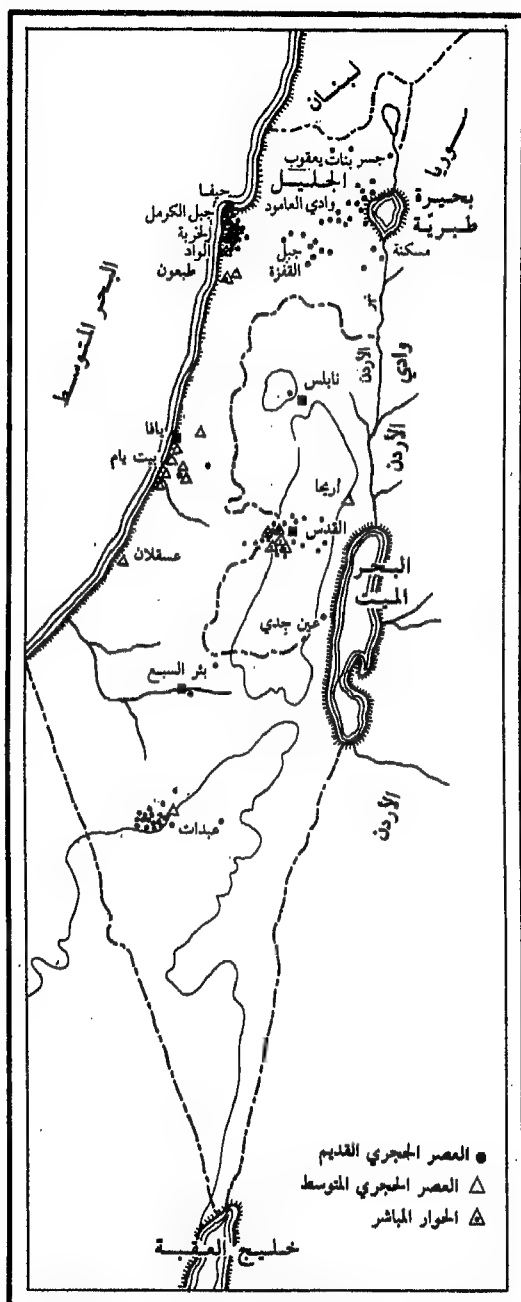 لبنان
سوريا
جسر بنات يعقوب
الجليل
حيفا
وادي العامود
بحيرة
طبريّة
جبل الكرمل
الخربة
الواد
جبل
القفزة
مسكنة
طبعون
البحر المتوسط
نهر الأردن
وادي الأردن
نابلس
يافا
بيت يام
أريحا
القدس
عسقلان
البحر
الميت
عين جدي
بئر السبع
الأردن
عبدات
العصر الحجري القديم
العصر الحجري المتوسط
الحوار المباشر
خليج العقبة